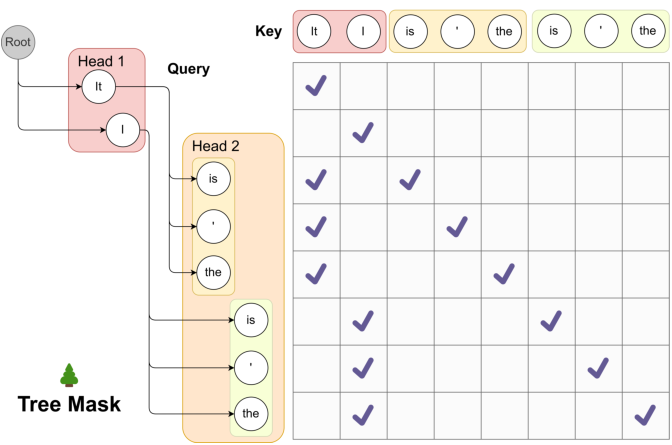 Key
It I is ' the is ' the
Root
Head 1
Query
It
I
Head 2
is
'
the
is
'
the
Tree Mask